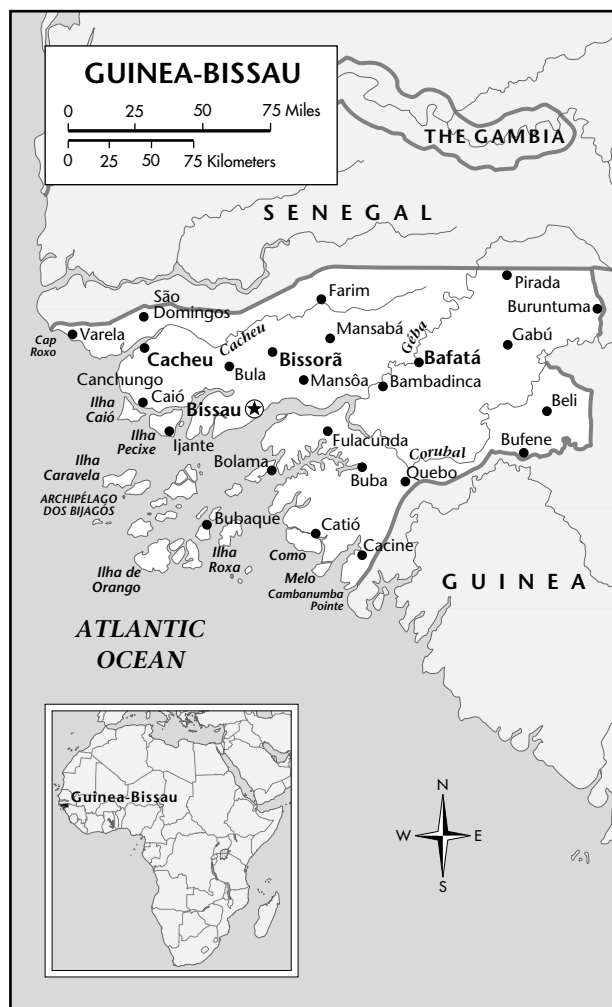 GUINEA-BISSAU
0 25 50 75 Miles
0 25 50 75 Kilometers
THE GAMBIA
SENEGAL
Pirada
Farim
São
Domingos
Buruntuma
Cacheu
Mansabá
Géba
Varela
Cap
Roxo
Gabú
Cacheu
Bissorã
Bafatá
Bula
Canchungo
Mansôa
Bambadinca
Caió
Ilha
Caió
Bissau
Beli
Ilha
Pecixe
Ijante
Fulacunda
Corubal
Bufene
Ilha
Caravela
Bolama
Buba
Quebo
ARCHIPÉLAGO
DOS BIJAGÓS
Bubaque
Catió
Ilha
Roxa
Como
Cacine
Ilha de
Orango
Melo
Cambanumba
Pointe
GUINEA
ATLANTIC
OCEAN
Guinea-Bissau
N
W E
S